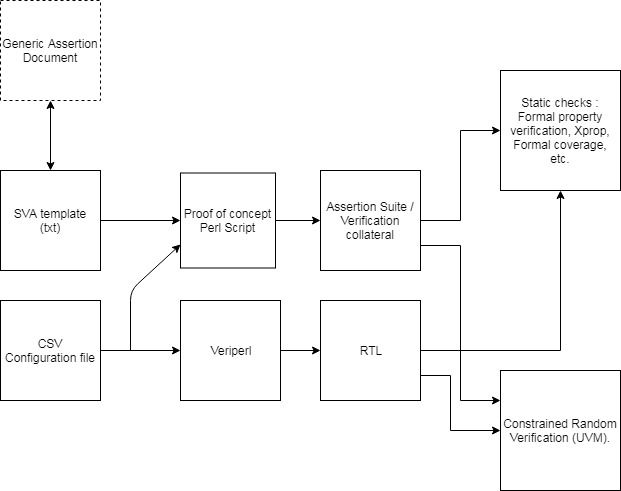 Generic Assertion
Document
Static checks :
Formal property
verification, Xprop,
Formal coverage,
etc.
SVA template
(txt)
Proof of concept
Perl Script
Assertion Suite /
Verification
collateral
CSV
Configuration file
Veriperl
RTL
Constrained Random
Verification (UVM).